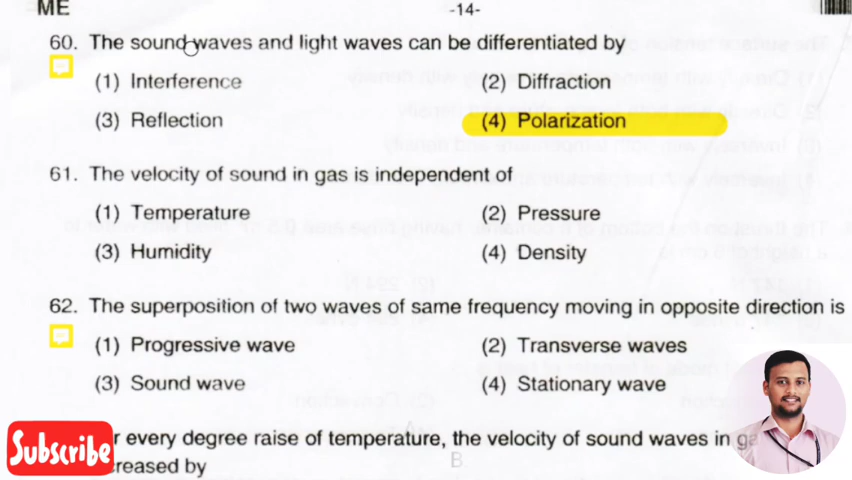 ME
-14-
60. The sound waves and light waves can be differentiated by
(1) Interference (2) Diffraction
(3) Reflection (4) Polarization
61. The velocity of sound in gas is independent of
(1) Temperature (2) Pressure
(3) Humidity (4) Density
62. The superposition of two waves of same frequency moving in opposite direction is
(1) Progressive wave (2) Transverse waves
(3) Sound wave (4) Stationary wave
r every degree raise of temperature, the velocity of sound waves in ga
creased by
Subscribe